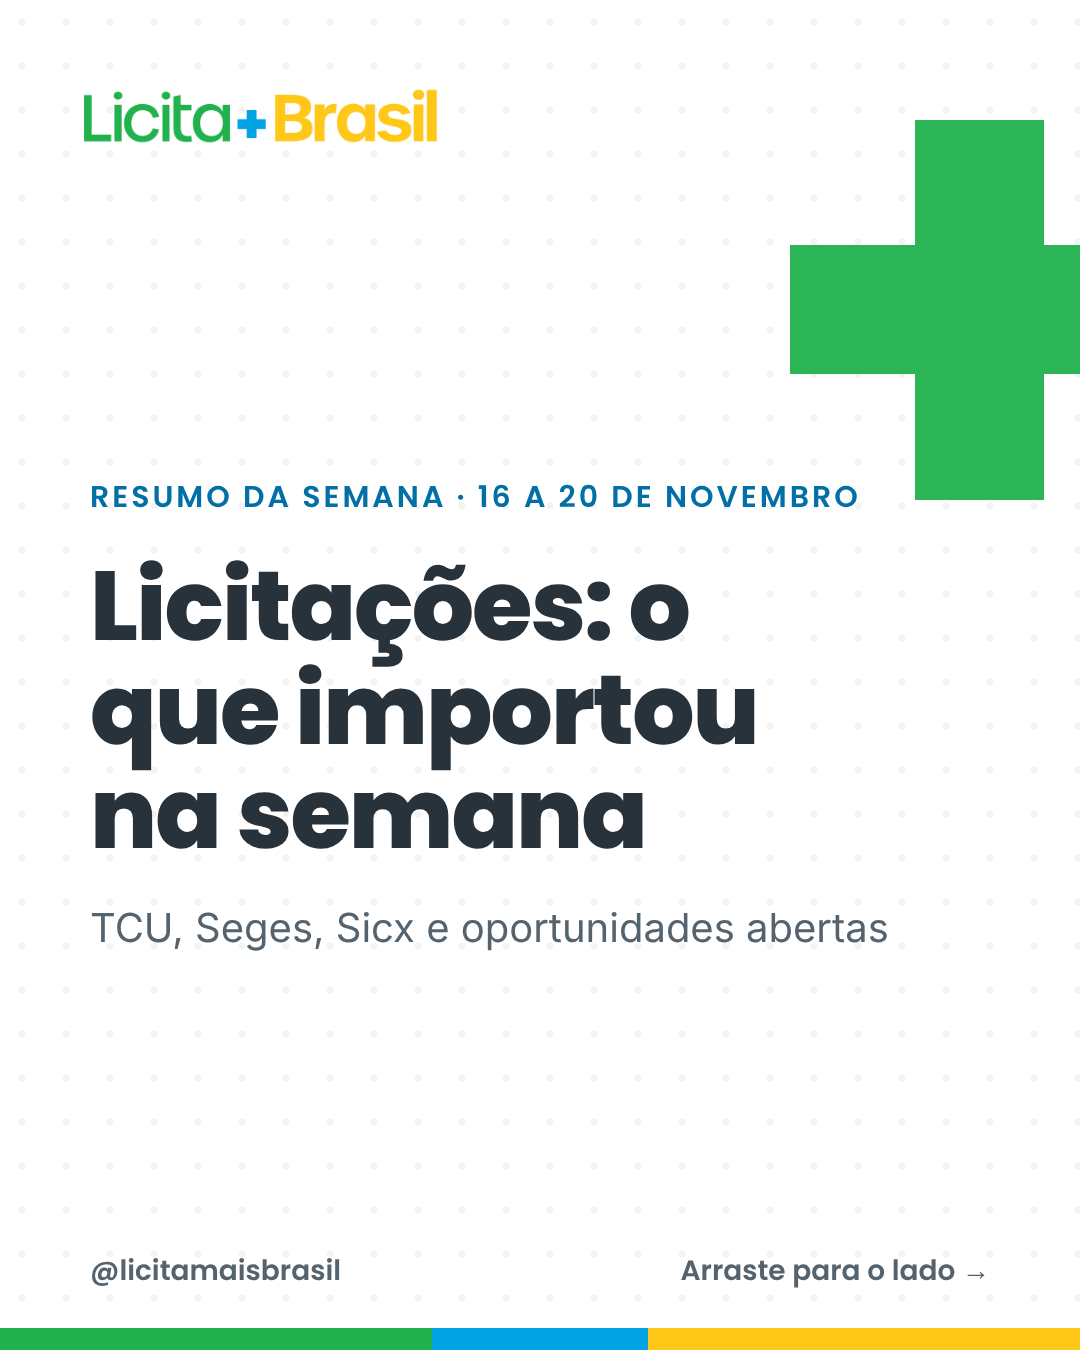 Licita+Brasil
RESUMO DA SEMANA · 16 A 20 DE NOVEMBRO
Licitações: o
que importou
na semana
TCU, Seges, Sicx e oportunidades abertas
@licitamaisbrasil
Arraste para o lado →